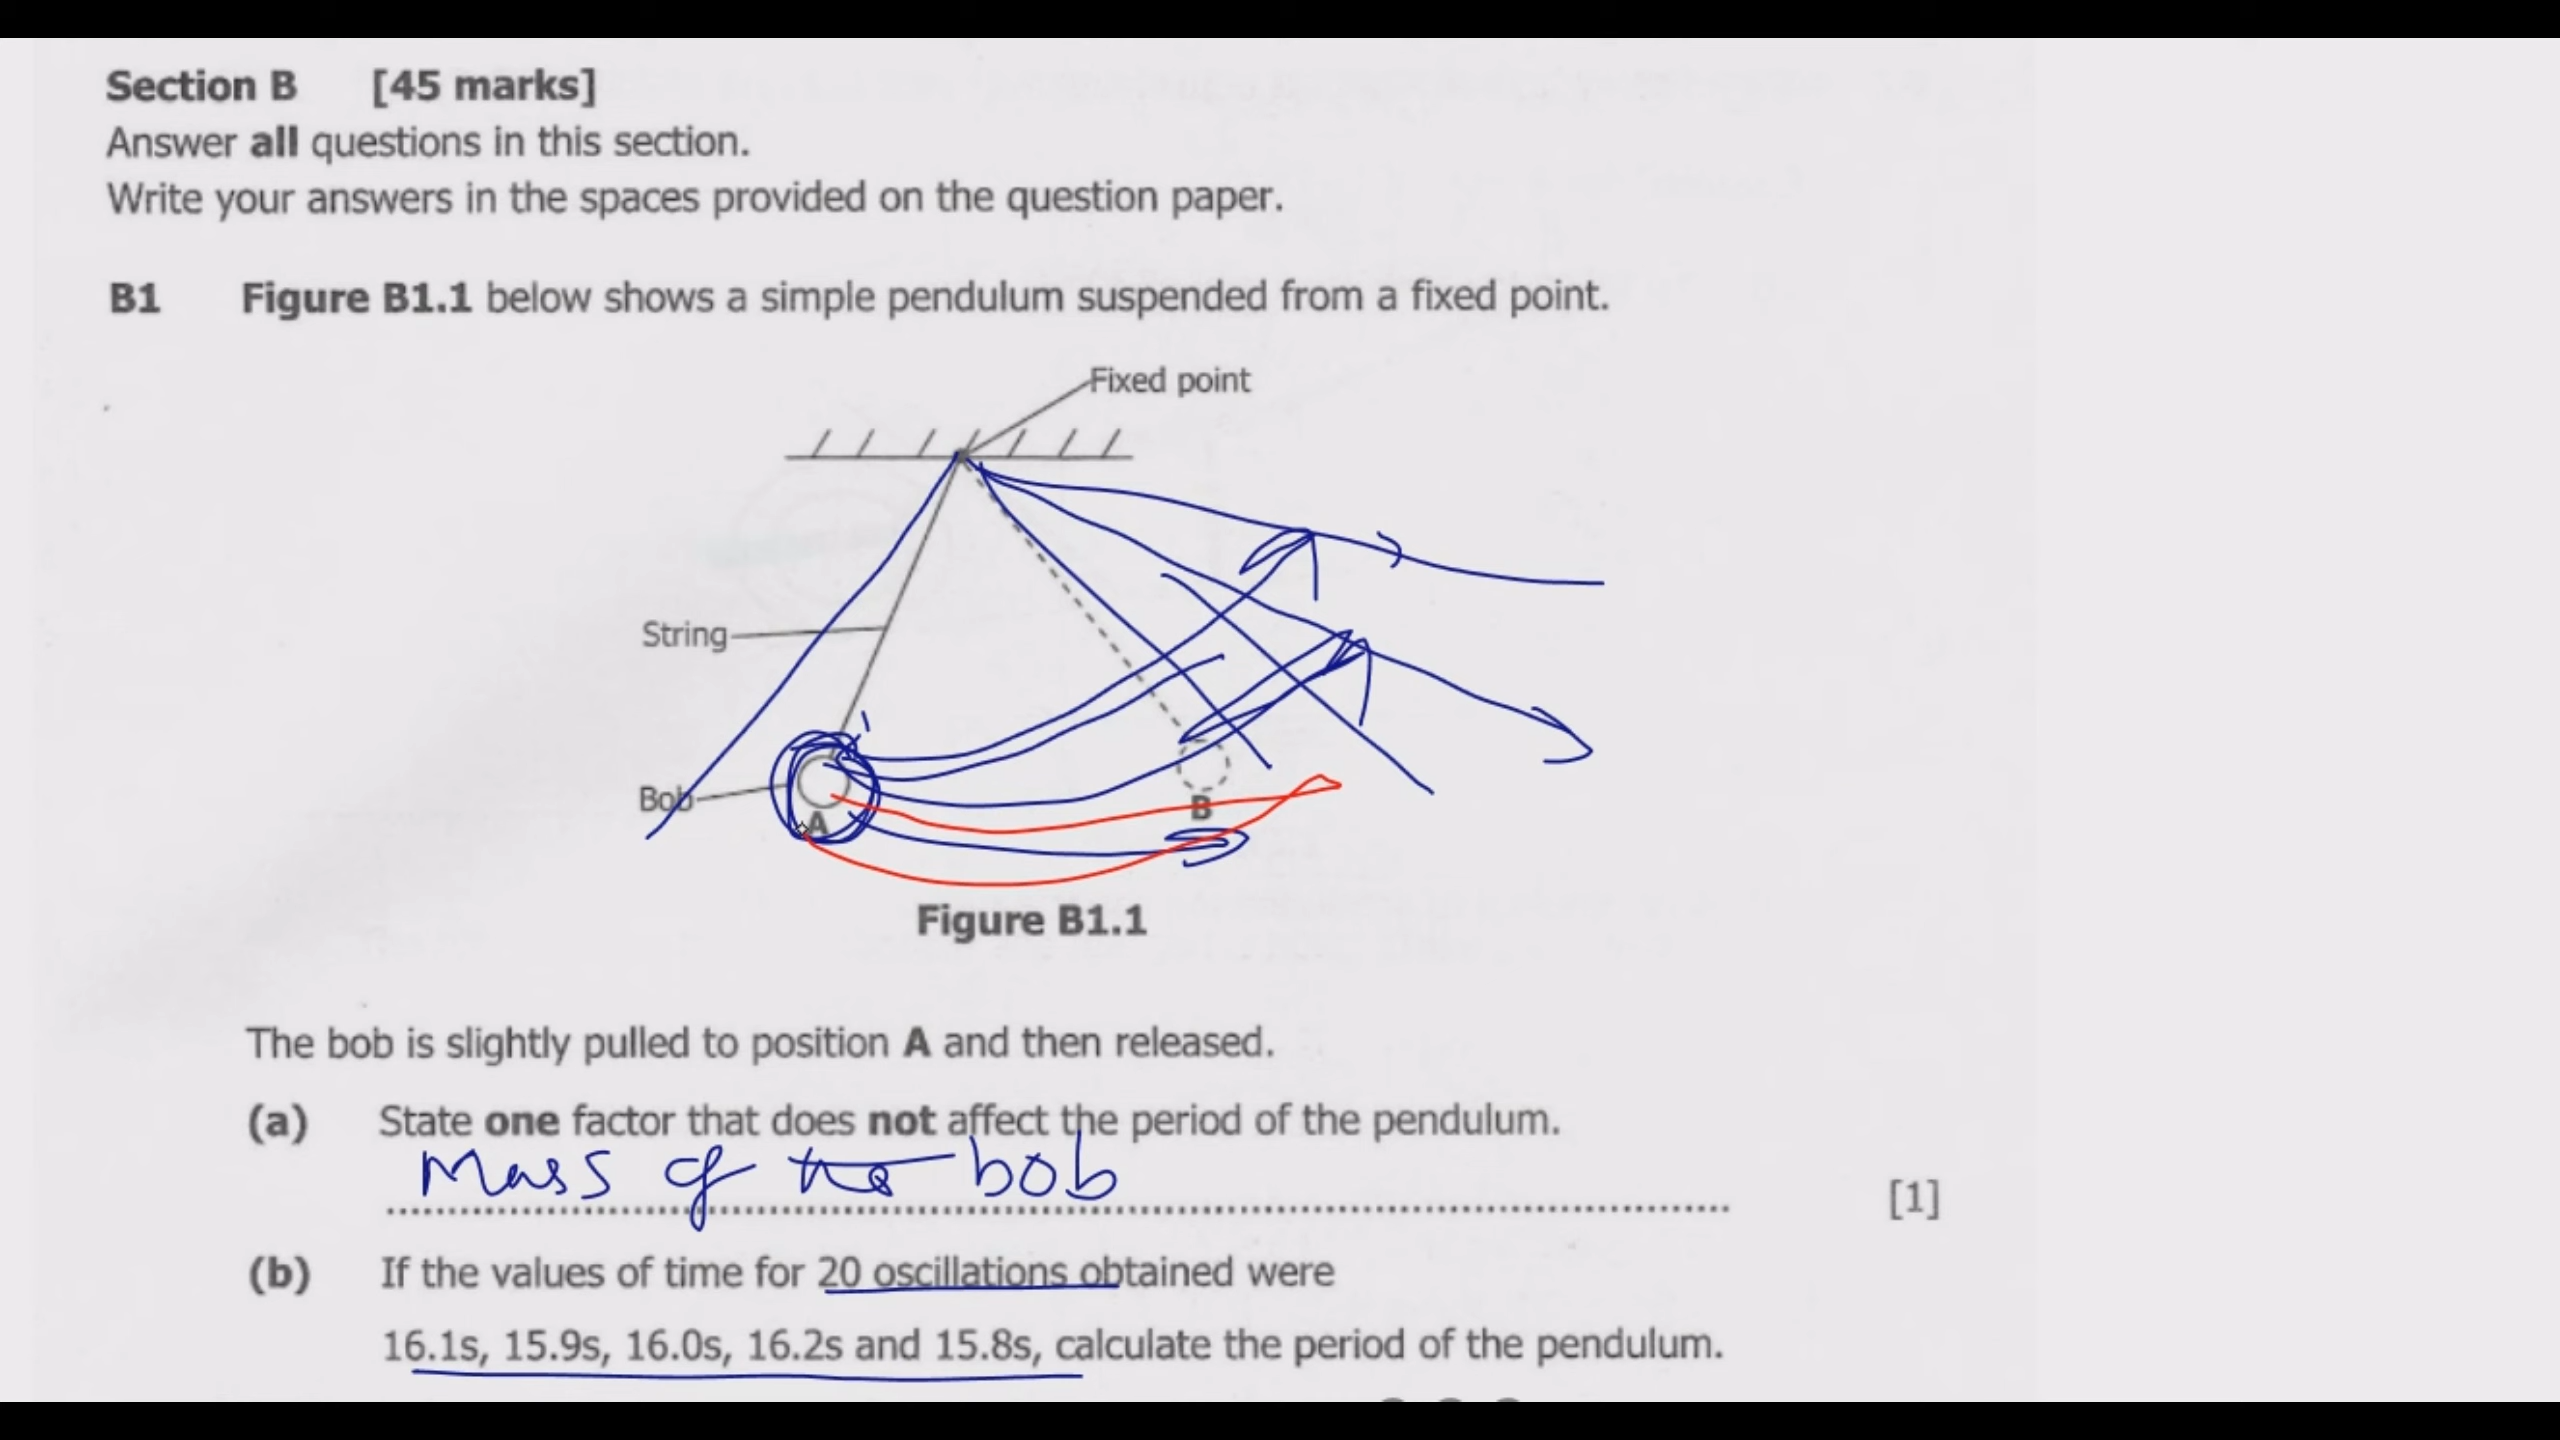 Section B [45 marks]
Answer all questions in this section.
Write your answers in the spaces provided on the question paper.
B1 Figure B1.1 below shows a simple pendulum suspended from a fixed point.
Fixed point
String
Bob
A
B
Figure B1.1
The bob is slightly pulled to position A and then released.
(a) State one factor that does not affect the period of the pendulum.
Mass of the bob
[1]
(b) If the values of time for 20 oscillations obtained were
16.1s, 15.9s, 16.0s, 16.2s and 15.8s, calculate the period of the pendulum.